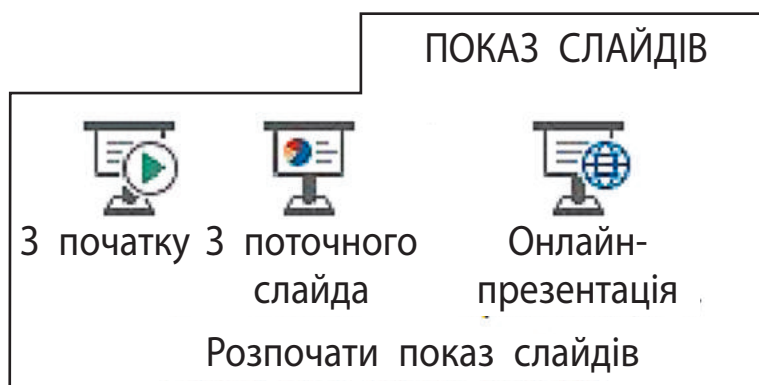 ПОКАЗ СЛАЙДІВ
З початку З поточного Онлайн-
слайда презентація
Розпочати показ слайдів